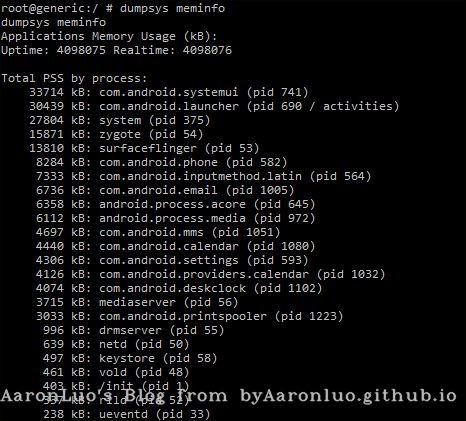 root@generic:/ # dumpsys meminfo
dumpsys meminfo
Applications Memory Usage (kB):
Uptime: 4098075 Realtime: 4098076
Total PSS by process:
33714 kB: com.android.systemui (pid 741)
30439 kB: com.android.launcher (pid 690 / activities)
27804 kB: system (pid 375)
15871 kB: zygote (pid 54)
13810 kB: surfaceflinger (pid 53)
8284 kB: com.android.phone (pid 582)
7333 kB: com.android.inputmethod.latin (pid 564)
6736 kB: com.android.email (pid 1005)
6358 kB: android.process.acore (pid 645)
6112 kB: android.process.media (pid 972)
4697 kB: com.android.mms (pid 1051)
4440 kB: com.android.calendar (pid 1080)
4306 kB: com.android.settings (pid 593)
4126 kB: com.android.providers.calendar (pid 1032)
4074 kB: com.android.deskclock (pid 1102)
3715 kB: mediaserver (pid 56)
3033 kB: com.android.printspooler (pid 1223)
996 kB: drmserver (pid 55)
639 kB: netd (pid 50)
497 kB: keystore (pid 58)
461 kB: vold (pid 48)
403 kB: /init (pid 1)
AaronLuo's Blog from byAaronluo.github.io
kB: rild (pid 52)
238 kB: ueventd (pid 33)